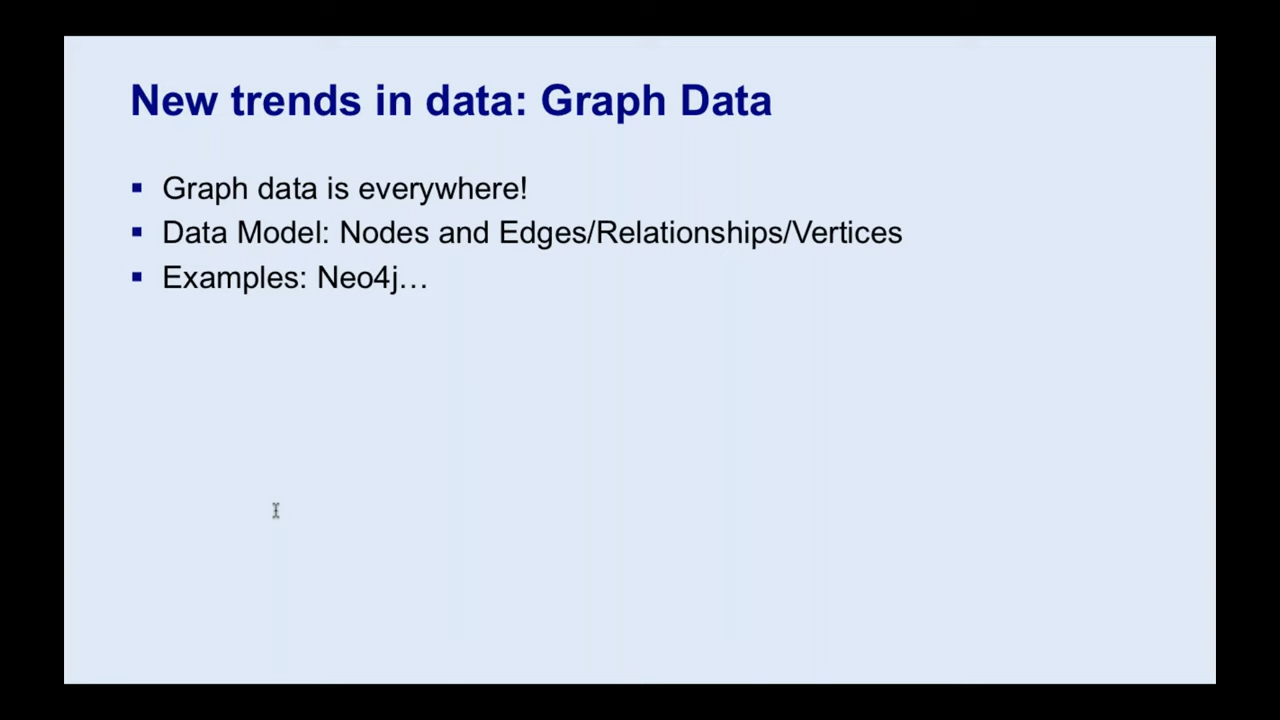 New trends in data: Graph Data
▪ Graph data is everywhere!
▪ Data Model: Nodes and Edges/Relationships/Vertices
▪ Examples: Neo4j…